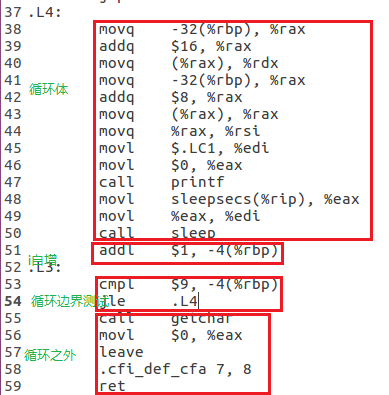 37 .L4:
38 movq -32(%rbp), %rax
39 addq $16, %rax
40 movq (%rax), %rdx
41 movq -32(%rbp), %rax
循环体
42 addq $8, %rax
43 movq (%rax), %rax
44 movq %rax, %rsi
45 movl $.LC1, %edi
46 movl $0, %eax
47 call printf
48 movl sleepsecs(%rip), %eax
49 movl %eax, %edi
50 call sleep
51 addl $1, -4(%rbp)
i自增
52 .L3:
53 cmpl $9, -4(%rbp)
54 循环边界测试 jle .L4
55 call getchar
56 movl $0, %eax
57 循环之外 leave
58 .cfi_def_cfa 7, 8
59 ret